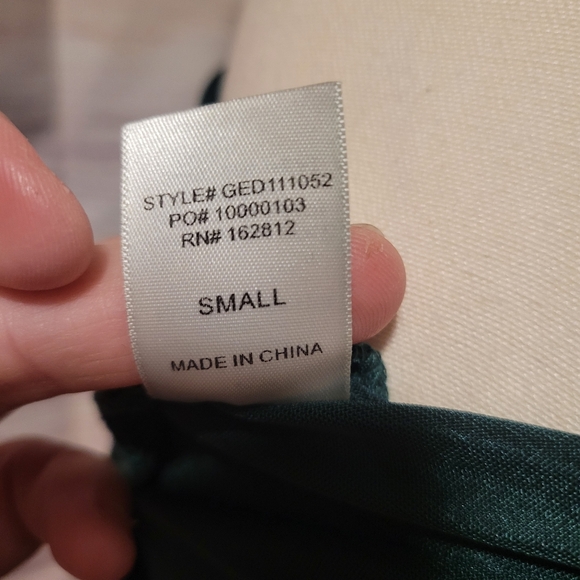 STYLE# GED111052
PO# 10000103
RN# 162812
SMALL
MADE IN CHINA